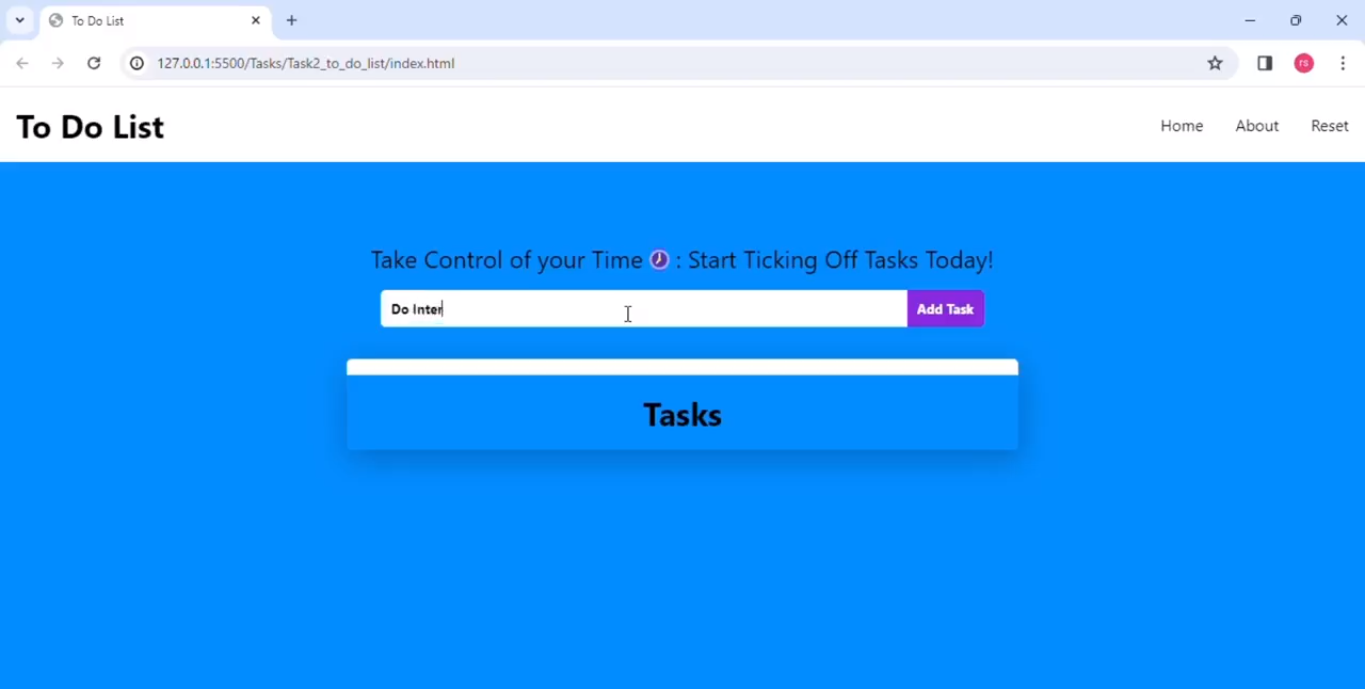 To Do List
127.0.0.1:5500/Tasks/Task2_to_do_list/index.html
rs
To Do List
Home About Reset
Take Control of your Time 🕗 : Start Ticking Off Tasks Today!
Do Inter
Add Task
Tasks